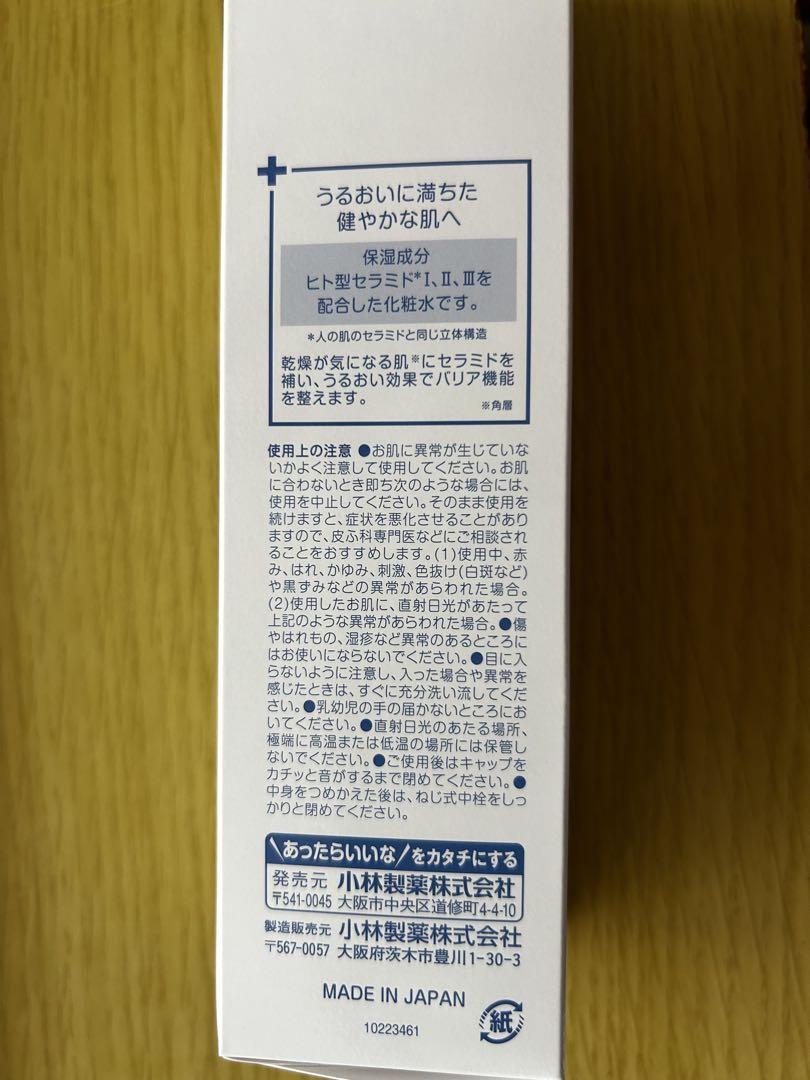 うるおいに満ちた
健やかな肌へ
保湿成分
ヒト型セラミド*Ⅰ、Ⅱ、Ⅲを
配合した化粧水です。
*人の肌のセラミドと同じ立体構造
乾燥が気になる肌※にセラミドを
補い、うるおい効果でバリア機能
を整えます。 ※角層
使用上の注意 ●お肌に異常が生じていな
いかよく注意して使用してください。お肌
に合わないとき即ち次のような場合には、
使用を中止してください。そのまま使用を
続けますと、症状を悪化させることがあり
ますので、皮ふ科専門医などにご相談され
ることをおすすめします。(1)使用中、赤
み、はれ、かゆみ、刺激、色抜け(白斑など)
や黒ずみなどの異常があらわれた場合。
(2)使用したお肌に、直射日光があたって
上記のような異常があらわれた場合。●傷
やはれもの、湿疹など異常のあるところに
はお使いにならないでください。●目に入
らないように注意し、入った場合や異常を
感じたときは、すぐに充分洗い流してくだ
さい。●乳幼児の手の届かないところにお
いてください。●直射日光のあたる場所、
極端に高温または低温の場所には保管し
ないでください。●ご使用後はキャップを
カチッと音がするまで閉めてください。●
中身をつめかえた後は、ねじ式中栓をしっ
かりと閉めてください。
\あったらいいな/をカタチにする
発売元 小林製薬株式会社
〒541-0045 大阪市中央区道修町4-4-10
製造販売元 小林製薬株式会社
〒567-0057 大阪府茨木市豊川1-30-3
MADE IN JAPAN
10223461
紙